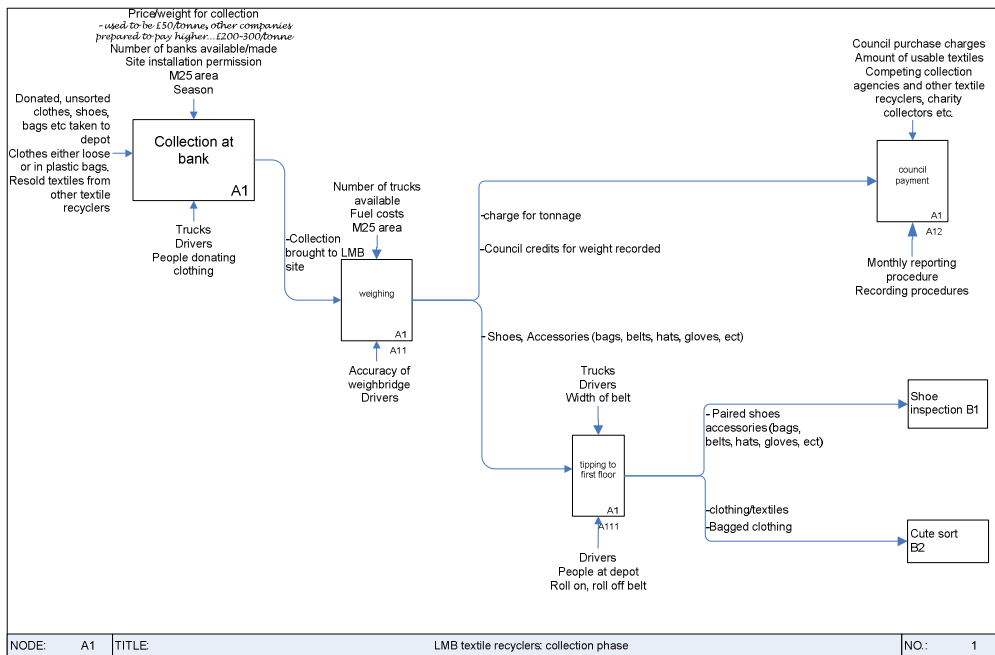 Price/weight for collection
- used to be £50/tonne, other companies
prepared to pay higher...£200-300/tonne
Number of banks available/made
Site installation permission
M25 area
Season
Donated, unsorted
clothes, shoes,
bags etc taken to
depot
Clothes either loose
or in plastic bags,
Resold textiles from
other textile
recyclers
Collection at
bank
A1
Trucks
Drivers
People donating
clothing
-Collection
brought to LMB
site
Number of trucks
available
Fuel costs
M25 area
weighing
A1
A11
Accuracy of
weighbridge
Drivers
-charge for tonnage
-Council credits for weight recorded
Council purchase charges
Amount of usable textiles
Competing collection
agencies and other textile
recyclers, charity
collectors etc.
council
payment
A1
A12
Monthly reporting
procedure
Recording procedures
- Shoes, Accessories (bags, belts, hats, gloves, ect)
Trucks
Drivers
Width of belt
tipping to
first floor
A1
A111
Drivers
People at depot
Roll on, roll off belt
- Paired shoes
accessories (bags,
belts, hats, gloves, ect)
Shoe
inspection B1
-clothing/textiles
-Bagged clothing
Cute sort
B2
NODE: A1 TITLE: LMB textile recyclers: collection phase NO.: 1